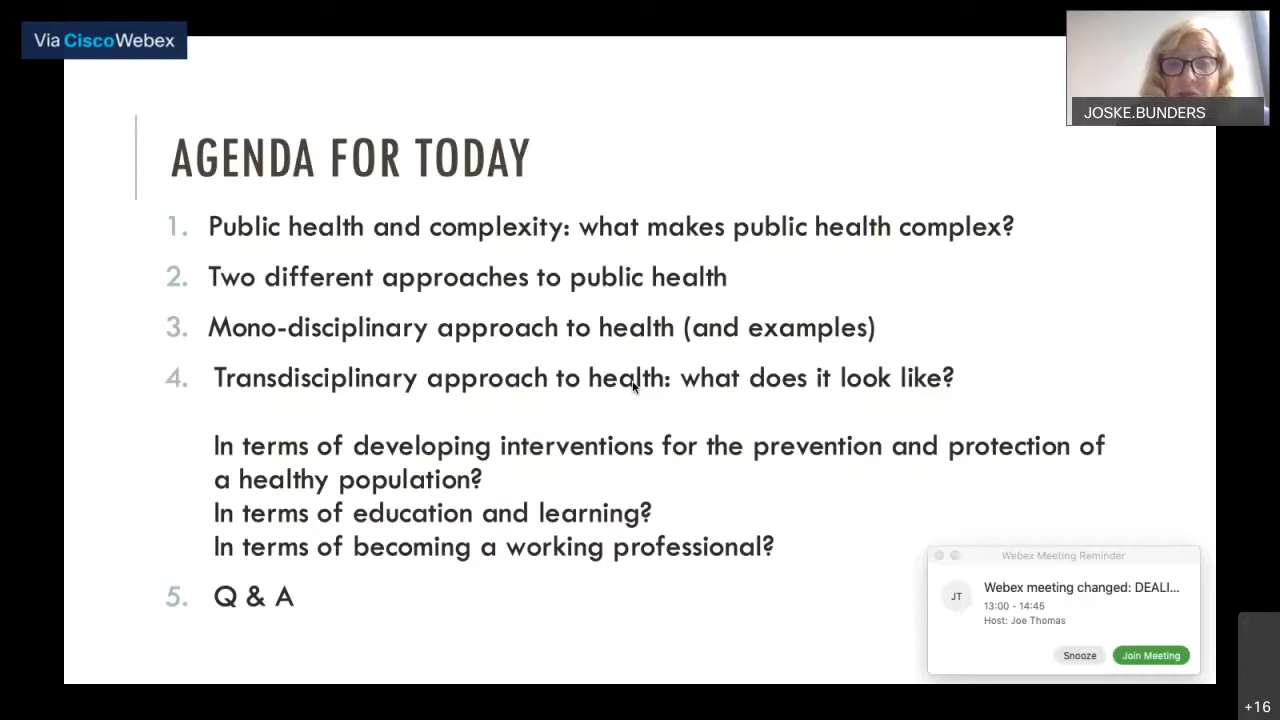 Via CiscoWebex
JOSKE.BUNDERS
AGENDA FOR TODAY
1. Public health and complexity: what makes public health complex?
2. Two different approaches to public health
3. Mono-disciplinary approach to health (and examples)
4. Transdisciplinary approach to health: what does it look like?
In terms of developing interventions for the prevention and protection of
a healthy population?
In terms of education and learning?
In terms of becoming a working professional?
5. Q & A
Webex Meeting Reminder
JT
Webex meeting changed: DEALI...
13:00 - 14:45
Host: Joe Thomas
Snooze
Join Meeting
+16